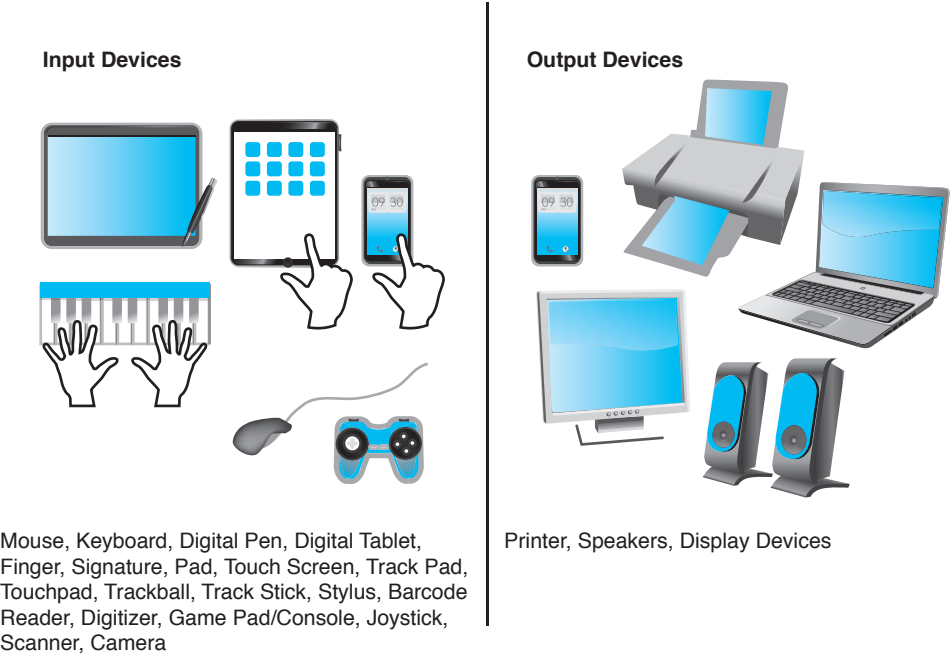 Input Devices
Output Devices
09 30
09 30
Mouse, Keyboard, Digital Pen, Digital Tablet,
Finger, Signature, Pad, Touch Screen, Track Pad,
Touchpad, Trackball, Track Stick, Stylus, Barcode
Reader, Digitizer, Game Pad/Console, Joystick,
Scanner, Camera
Printer, Speakers, Display Devices